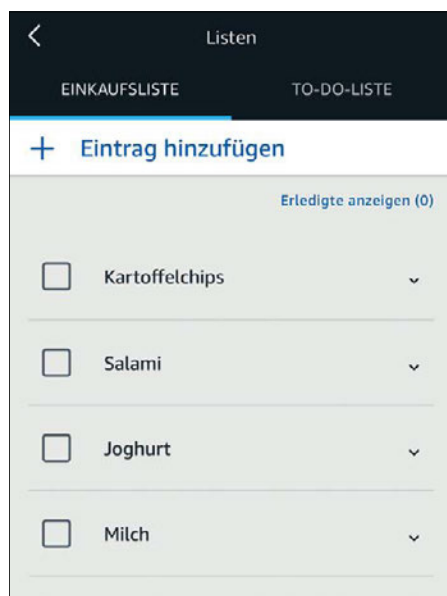 Listen
EINKAUFSLISTE TO-DO-LISTE
+ Eintrag hinzufügen
Erledigte anzeigen (0)
Kartoffelchips
Salami
Joghurt
Milch